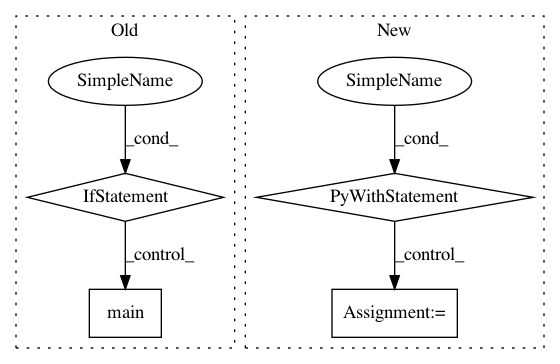 Old
New
SimpleName
SimpleName
_cond_
_cond_
IfStatement
PyWithStatement
_control_
_control_
main
Assignment:=